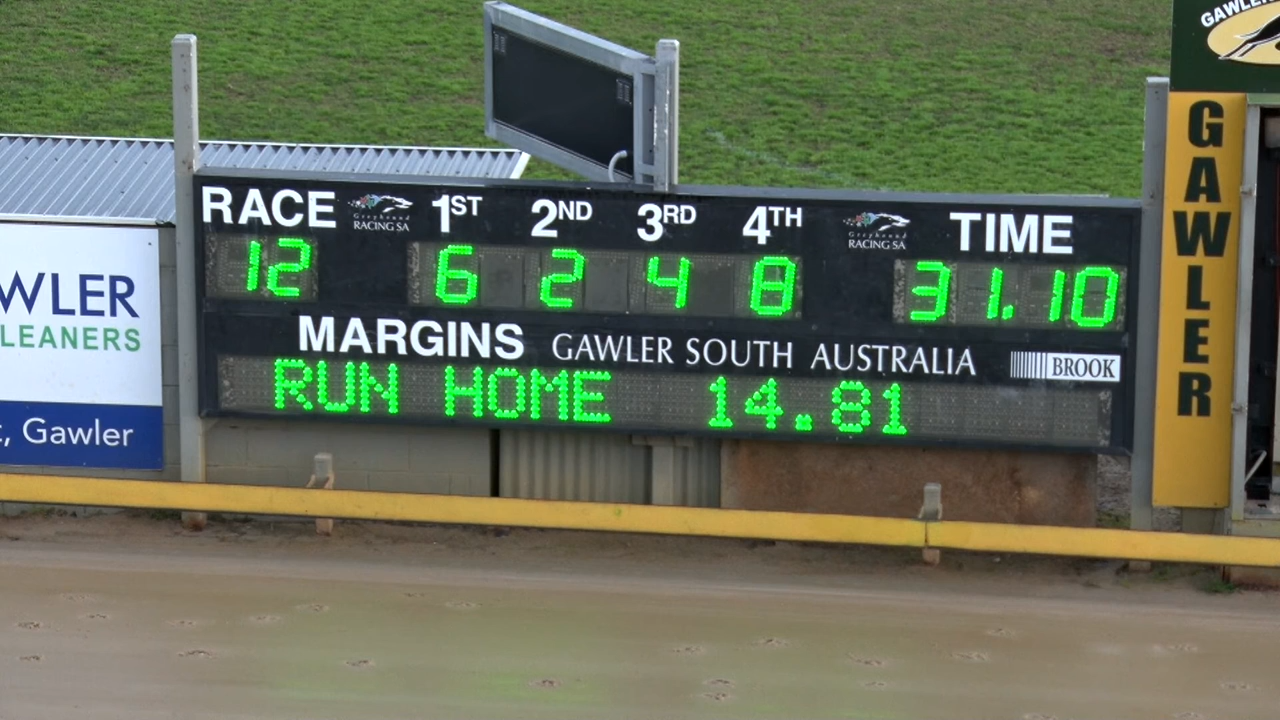 GAWLER
RACE
Greyhound
RACING SA
1ST 2ND 3RD 4TH
Greyhound
RACING SA
TIME
12 6 2 4 8 31.10
MARGINS GAWLER SOUTH AUSTRALIA BROOK
RUN HOME 14.81
WLER
LEANERS
, Gawler
GAWLER